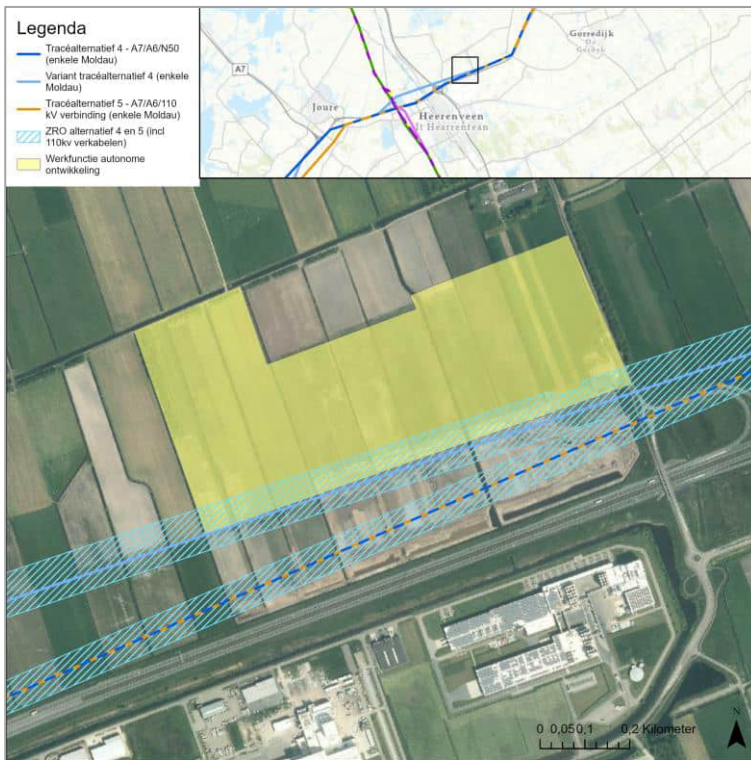 Legenda
Tracéalternatief 4 - A7/A6/N50
(enkele Moldau)
Variant tracéalternatief 4 (enkele
Moldau)
Tracéalternatief 5 - A7/A6/110
kV verbinding (enkele Moldau)
ZRO alternatief 4 en 5 (incl
110kv verkabelen)
Werkfunctie autonome
ontwikkeling
A7
Joure
Heerenveen
It Hearrenfean
Gorredijk
De
Gordyk
0 0,050,1 0,2 Kilometer
N